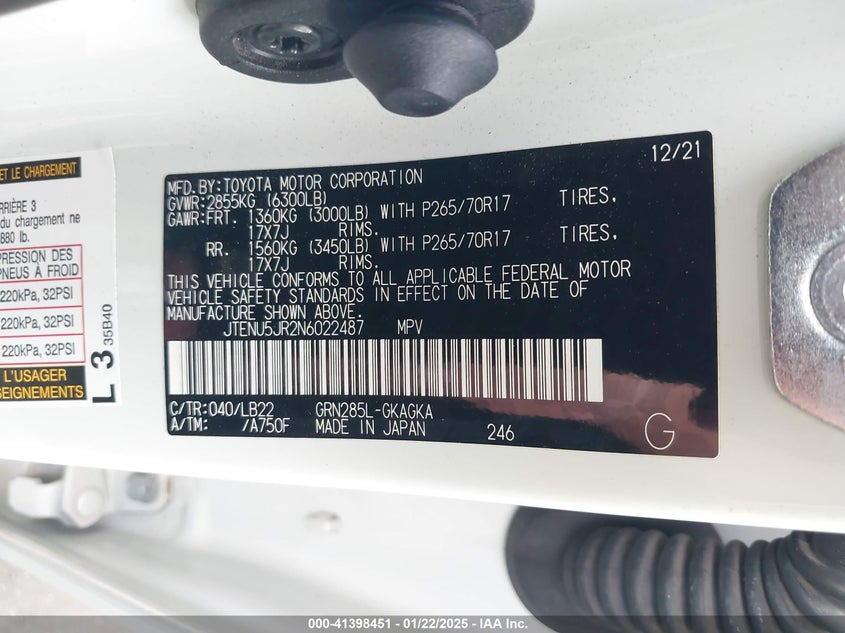 ET LE CHARGEMENT
RRIÈRE 3
du chargement ne
880 lb.
PRESSION DES
PNEUS À FROID
220kPa, 32PSI
220kPa, 32PSI
220kPa, 32PSI
L'USAGER
SEIGNEMENTS
L 3 35B40
12/21
MFD. BY: TOYOTA MOTOR CORPORATION
GVWR: 2855KG (6300LB)
GAWR: FRT. 1360KG (3000LB) WITH P265/70R17 TIRES,
17X7J RIMS.
RR. 1560KG (3450LB) WITH P265/70R17 TIRES,
17X7J RIMS.
THIS VEHICLE CONFORMS TO ALL APPLICABLE FEDERAL MOTOR
VEHICLE SAFETY STANDARDS IN EFFECT ON THE DATE OF
MANUFACTURE SHOWN ABOVE.
JTENU5JR2N6022487 MPV
C/TR: 040/LB22 GRN285L-GKAGKA
A/TM: /A750F MADE IN JAPAN 246
G
000-41398451 - 01/22/2025 - IAA Inc.